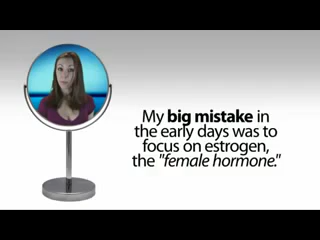 My big mistake in
the early days was to
focus on estrogen,
the "female hormone."